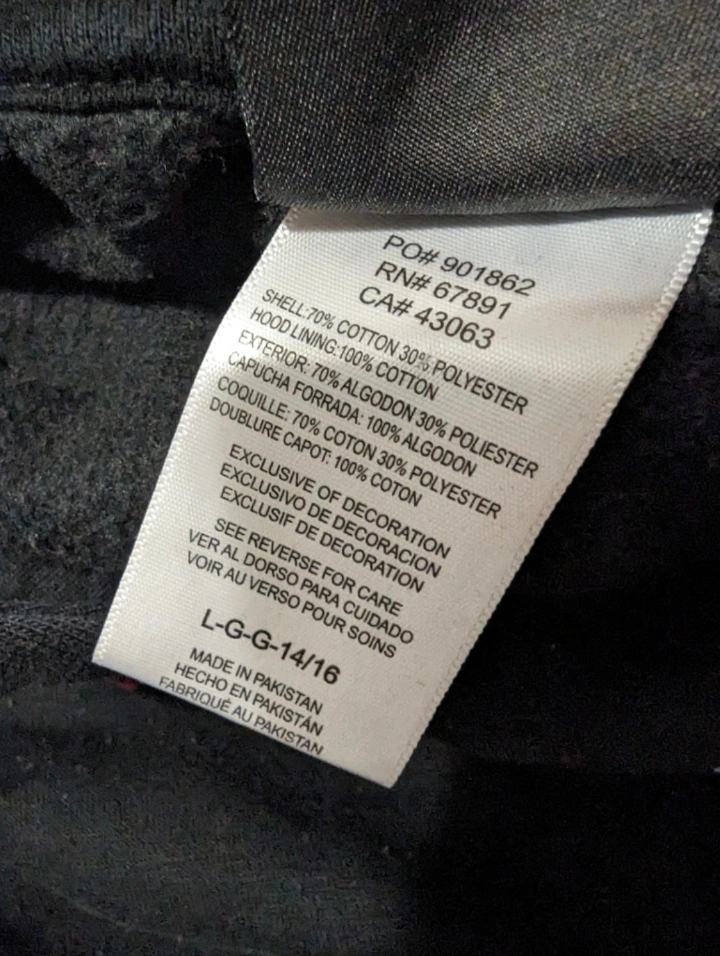 PO# 901862
RN# 67891
CA# 43063
SHELL:70% COTTON 30% POLYESTER
HOOD LINING:100% COTTON
EXTERIOR: 70% ALGODON 30% POLIESTER
CAPUCHA FORRADA: 100% ALGODON
COQUILLE: 70% COTON 30% POLYESTER
DOUBLURE CAPOT: 100% COTON
EXCLUSIVE OF DECORATION
EXCLUSIVO DE DECORACION
EXCLUSIF DE DECORATION
SEE REVERSE FOR CARE
VER AL DORSO PARA CUIDADO
VOIR AU VERSO POUR SOINS
L-G-G-14/16
MADE IN PAKISTAN
HECHO EN PAKISTÁN
FABRIQUÉ AU PAKISTAN